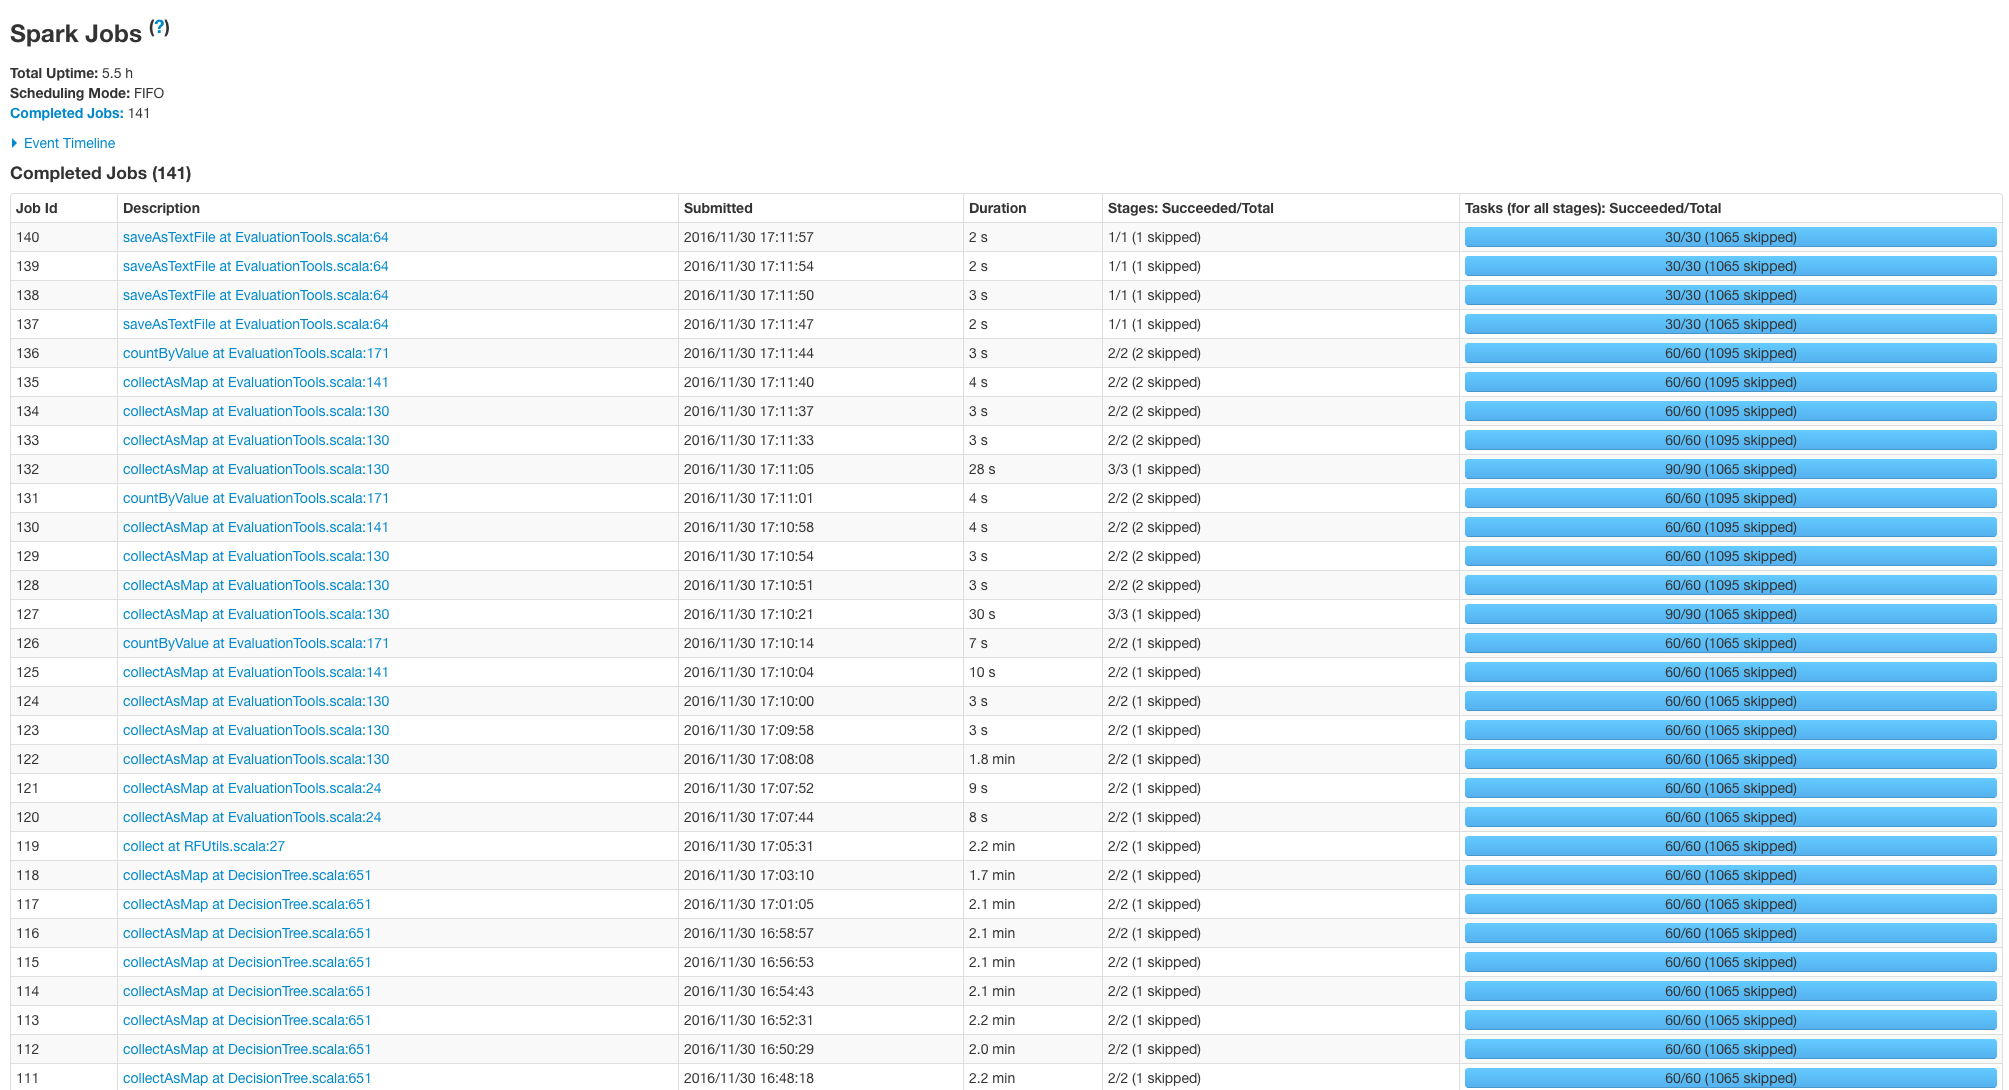 Spark Jobs (?)
Total Uptime: 5.5 h
Scheduling Mode: FIFO
Completed Jobs: 141
Event Timeline
Completed Jobs (141)
Job Id Description Submitted Duration Stages: Succeeded/Total Tasks (for all stages): Succeeded/Total
140 saveAsTextFile at EvaluationTools.scala:64 2016/11/30 17:11:57 2 s 1/1 (1 skipped) 30/30 (1065 skipped)
139 saveAsTextFile at EvaluationTools.scala:64 2016/11/30 17:11:54 2 s 1/1 (1 skipped) 30/30 (1065 skipped)
138 saveAsTextFile at EvaluationTools.scala:64 2016/11/30 17:11:50 3 s 1/1 (1 skipped) 30/30 (1065 skipped)
137 saveAsTextFile at EvaluationTools.scala:64 2016/11/30 17:11:47 2 s 1/1 (1 skipped) 30/30 (1065 skipped)
136 countByValue at EvaluationTools.scala:171 2016/11/30 17:11:44 3 s 2/2 (2 skipped) 60/60 (1095 skipped)
135 collectAsMap at EvaluationTools.scala:141 2016/11/30 17:11:40 4 s 2/2 (2 skipped) 60/60 (1095 skipped)
134 collectAsMap at EvaluationTools.scala:130 2016/11/30 17:11:37 3 s 2/2 (2 skipped) 60/60 (1095 skipped)
133 collectAsMap at EvaluationTools.scala:130 2016/11/30 17:11:33 3 s 2/2 (2 skipped) 60/60 (1095 skipped)
132 collectAsMap at EvaluationTools.scala:130 2016/11/30 17:11:05 28 s 3/3 (1 skipped) 90/90 (1065 skipped)
131 countByValue at EvaluationTools.scala:171 2016/11/30 17:11:01 4 s 2/2 (2 skipped) 60/60 (1095 skipped)
130 collectAsMap at EvaluationTools.scala:141 2016/11/30 17:10:58 4 s 2/2 (2 skipped) 60/60 (1095 skipped)
129 collectAsMap at EvaluationTools.scala:130 2016/11/30 17:10:54 3 s 2/2 (2 skipped) 60/60 (1095 skipped)
128 collectAsMap at EvaluationTools.scala:130 2016/11/30 17:10:51 3 s 2/2 (2 skipped) 60/60 (1095 skipped)
127 collectAsMap at EvaluationTools.scala:130 2016/11/30 17:10:21 30 s 3/3 (1 skipped) 90/90 (1065 skipped)
126 countByValue at EvaluationTools.scala:171 2016/11/30 17:10:14 7 s 2/2 (1 skipped) 60/60 (1065 skipped)
125 collectAsMap at EvaluationTools.scala:141 2016/11/30 17:10:04 10 s 2/2 (1 skipped) 60/60 (1065 skipped)
124 collectAsMap at EvaluationTools.scala:130 2016/11/30 17:10:00 3 s 2/2 (1 skipped) 60/60 (1065 skipped)
123 collectAsMap at EvaluationTools.scala:130 2016/11/30 17:09:58 3 s 2/2 (1 skipped) 60/60 (1065 skipped)
122 collectAsMap at EvaluationTools.scala:130 2016/11/30 17:08:08 1.8 min 2/2 (1 skipped) 60/60 (1065 skipped)
121 collectAsMap at EvaluationTools.scala:24 2016/11/30 17:07:52 9 s 2/2 (1 skipped) 60/60 (1065 skipped)
120 collectAsMap at EvaluationTools.scala:24 2016/11/30 17:07:44 8 s 2/2 (1 skipped) 60/60 (1065 skipped)
119 collect at RFUtils.scala:27 2016/11/30 17:05:31 2.2 min 2/2 (1 skipped) 60/60 (1065 skipped)
118 collectAsMap at DecisionTree.scala:651 2016/11/30 17:03:10 1.7 min 2/2 (1 skipped) 60/60 (1065 skipped)
117 collectAsMap at DecisionTree.scala:651 2016/11/30 17:01:05 2.1 min 2/2 (1 skipped) 60/60 (1065 skipped)
116 collectAsMap at DecisionTree.scala:651 2016/11/30 16:58:57 2.1 min 2/2 (1 skipped) 60/60 (1065 skipped)
115 collectAsMap at DecisionTree.scala:651 2016/11/30 16:56:53 2.1 min 2/2 (1 skipped) 60/60 (1065 skipped)
114 collectAsMap at DecisionTree.scala:651 2016/11/30 16:54:43 2.1 min 2/2 (1 skipped) 60/60 (1065 skipped)
113 collectAsMap at DecisionTree.scala:651 2016/11/30 16:52:31 2.2 min 2/2 (1 skipped) 60/60 (1065 skipped)
112 collectAsMap at DecisionTree.scala:651 2016/11/30 16:50:29 2.0 min 2/2 (1 skipped) 60/60 (1065 skipped)
111 collectAsMap at DecisionTree.scala:651 2016/11/30 16:48:18 2.2 min 2/2 (1 skipped) 60/60 (1065 skipped)